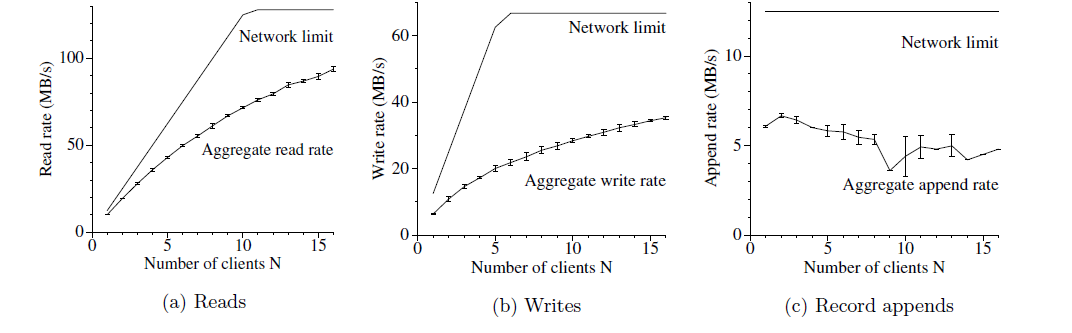 Read rate (MB/s)
100
50
0
Network limit
Aggregate read rate
0 5 10 15
Number of clients N
(a) Reads
Write rate (MB/s)
60
40
20
0
Network limit
Aggregate write rate
0 5 10 15
Number of clients N
(b) Writes
Append rate (MB/s)
10
5
0
Network limit
Aggregate append rate
0 5 10 15
Number of clients N
(c) Record appends